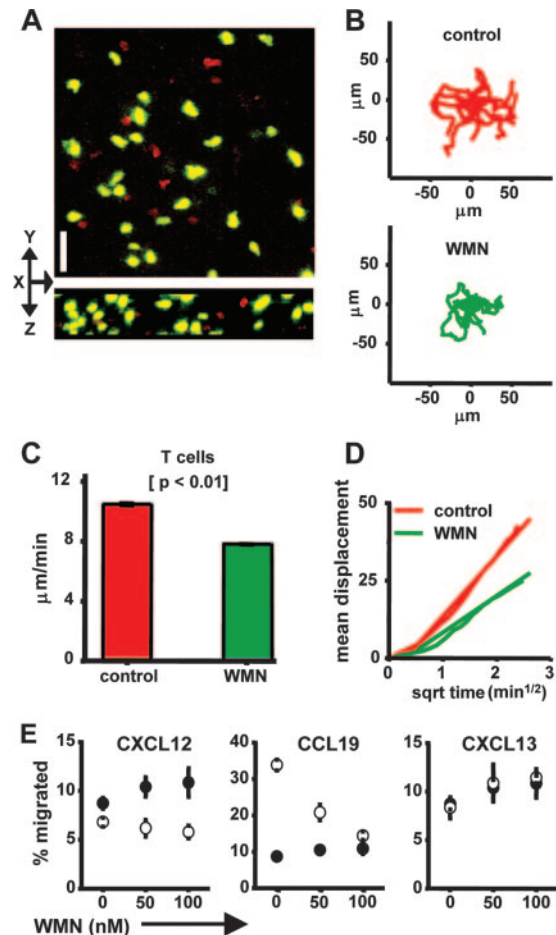 A
Y
X
Z
B
control
50
0
-50
μm
-50 0 50
μm
WMN
50
0
-50
μm
-50 0 50
μm
C
T cells
[ p < 0.01]
12
8
4
0
μm/min
control WMN
D
mean displacement
50
25
0
control
WMN
0 1 2 3
sqrt time (min1/2)
E
% migrated
CXCL12
15
10
5
0
0 50 100
CCL19
40
30
20
10
0
0 50 100
CXCL13
15
10
5
0
0 50 100
WMN (nM)